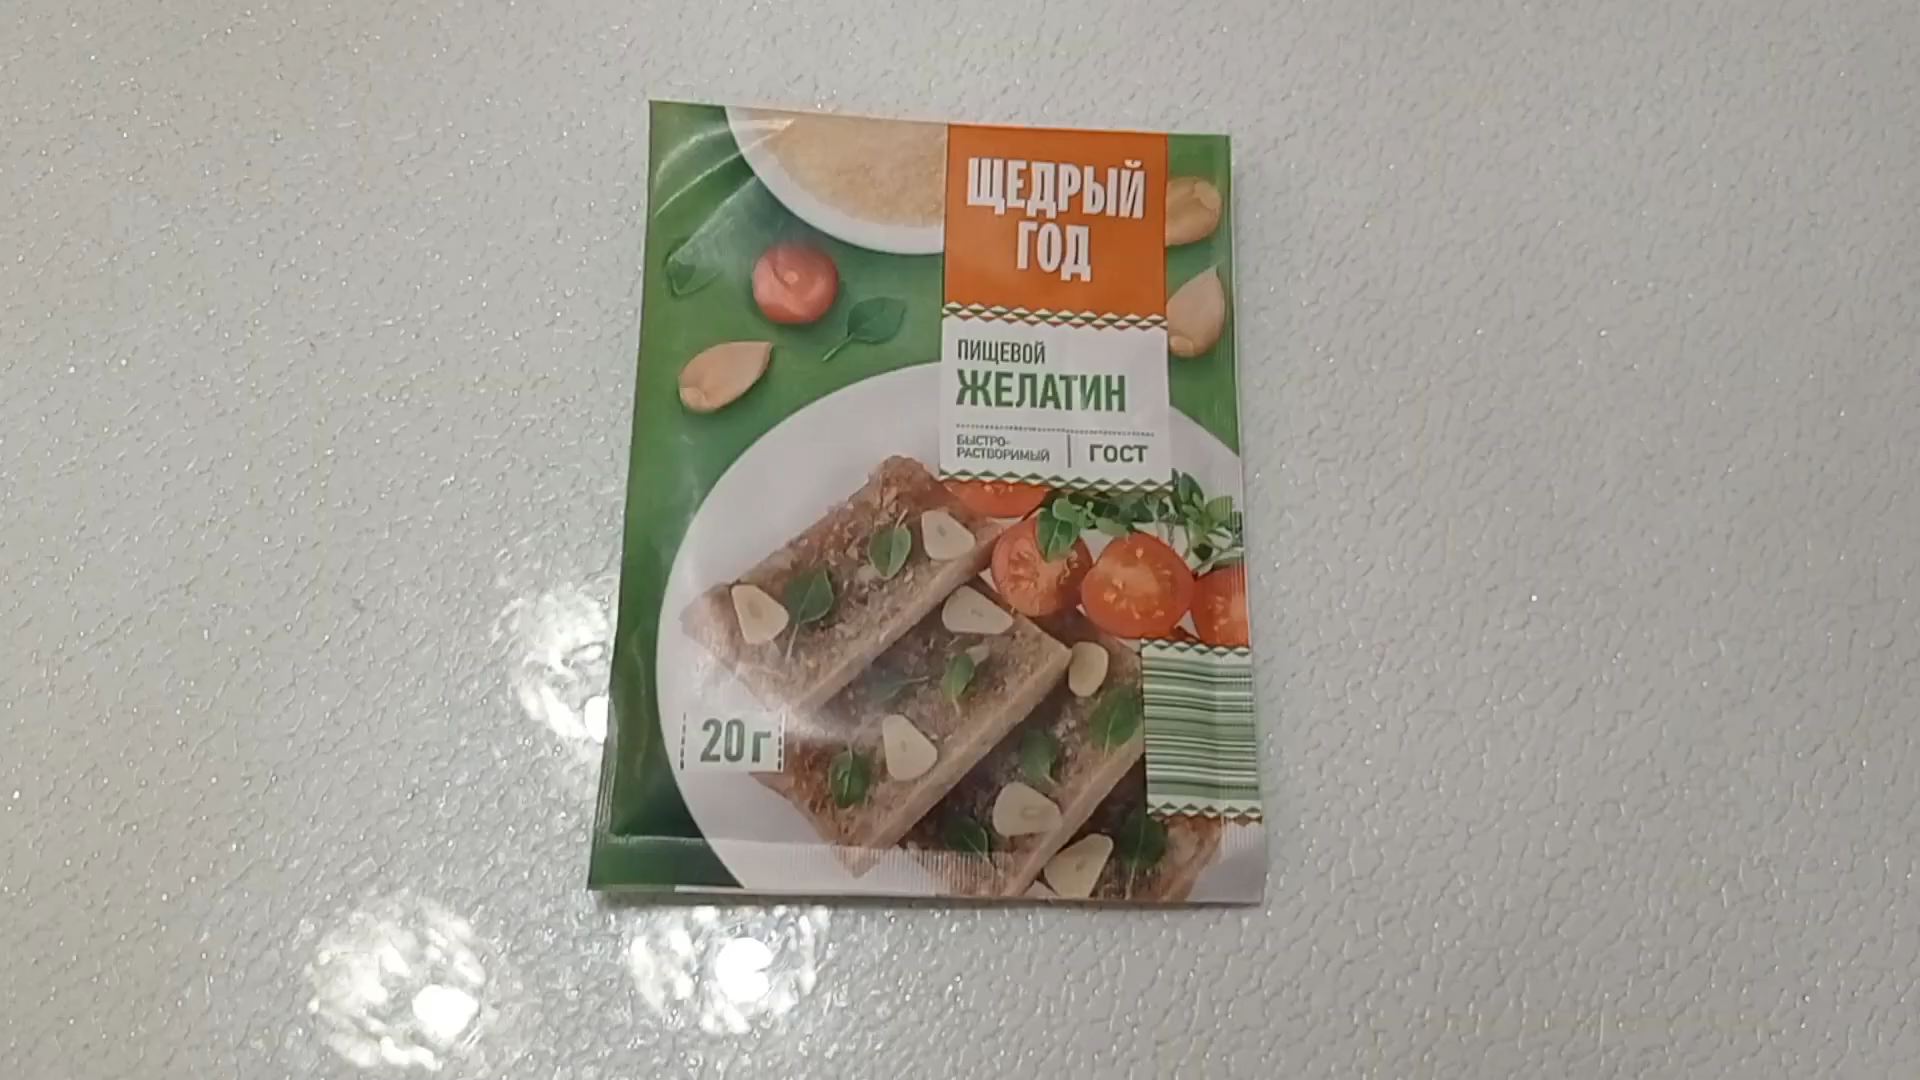 ЩЕДРЫЙ
ГОД
ПИЩЕВОЙ
ЖЕЛАТИН
БЫСТРО-
РАСТВОРИМЫЙ
ГОСТ
20 г